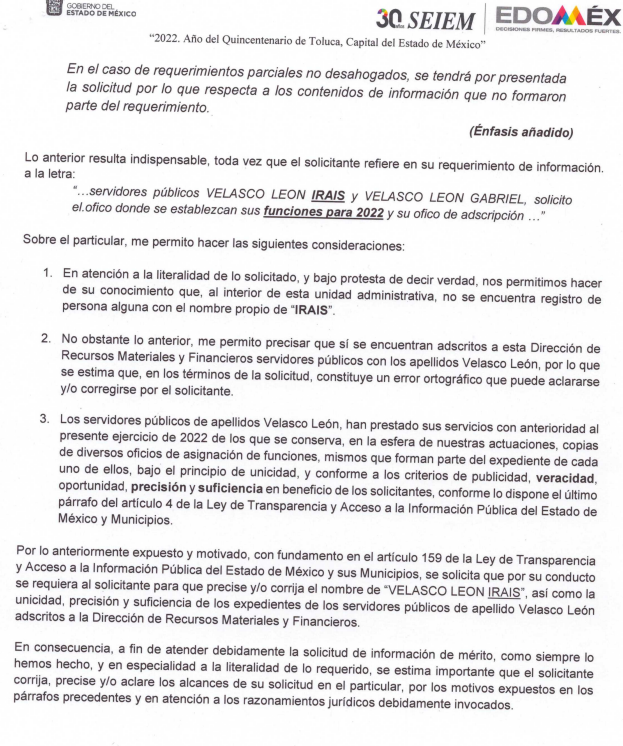 GOBIERNO DEL
ESTADO DE MÉXICO
30 SEIEM
EDOMÉX
DECISIONES FIRMES, RESULTADOS FUERTES.
“2022. Año del Quincentenario de Toluca, Capital del Estado de México”
En el caso de requerimientos parciales no desahogados, se tendrá por presentada
la solicitud por lo que respecta a los contenidos de información que no formaron
parte del requerimiento.
(Énfasis añadido)
Lo anterior resulta indispensable, toda vez que el solicitante refiere en su requerimiento de información.
a la letra:
“…servidores públicos VELASCO LEON IRAIS y VELASCO LEON GABRIEL, solicito
el.ofico donde se establezcan sus funciones para 2022 y su ofico de adscripción …”
Sobre el particular, me permito hacer las siguientes consideraciones:
1. En atención a la literalidad de lo solicitado, y bajo protesta de decir verdad, nos permitimos hacer
de su conocimiento que, al interior de esta unidad administrativa, no se encuentra registro de
persona alguna con el nombre propio de “IRAIS”.
2. No obstante lo anterior, me permito precisar que sí se encuentran adscritos a esta Dirección de
Recursos Materiales y Financieros servidores públicos con los apellidos Velasco León, por lo que
se estima que, en los términos de la solicitud, constituye un error ortográfico que puede aclararse
y/o corregirse por el solicitante.
3. Los servidores públicos de apellidos Velasco León, han prestado sus servicios con anterioridad al
presente ejercicio de 2022 de los que se conserva, en la esfera de nuestras actuaciones, copias
de diversos oficios de asignación de funciones, mismos que forman parte del expediente de cada
uno de ellos, bajo el principio de unicidad, y conforme a los criterios de publicidad, veracidad,
oportunidad, precisión y suficiencia en beneficio de los solicitantes, conforme lo dispone el último
párrafo del artículo 4 de la Ley de Transparencia y Acceso a la Información Pública del Estado de
México y Municipios.
Por lo anteriormente expuesto y motivado, con fundamento en el artículo 159 de la Ley de Transparencia
y Acceso a la Información Pública del Estado de México y sus Municipios, se solicita que por su conducto
se requiera al solicitante para que precise y/o corrija el nombre de “VELASCO LEON IRAIS”, así como la
unicidad, precisión y suficiencia de los expedientes de los servidores públicos de apellido Velasco León
adscritos a la Dirección de Recursos Materiales y Financieros.
En consecuencia, a fin de atender debidamente la solicitud de información de mérito, como siempre lo
hemos hecho, y en especialidad a la literalidad de lo requerido, se estima importante que el solicitante
corrija, precise y/o aclare los alcances de su solicitud en el particular, por los motivos expuestos en los
párrafos precedentes y en atención a los razonamientos jurídicos debidamente invocados.